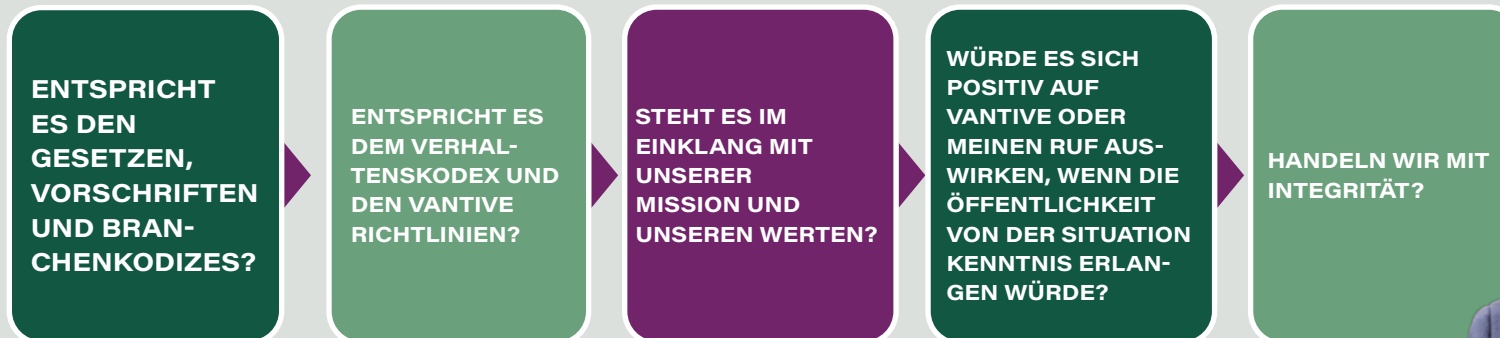 ENTSPRICHT
ES DEN
GESETZEN,
VORSCHRIFTEN
UND BRAN-
CHENKODIZES?
ENTSPRICHT ES
DEM VERHAL-
TENSKODEX UND
DEN VANTIVE
RICHTLINIEN?
STEHT ES IM
EINKLANG MIT
UNSERER
MISSION UND
UNSEREN WERTEN?
WÜRDE ES SICH
POSITIV AUF
VANTIVE ODER
MEINEN RUF AUS-
WIRKEN, WENN DIE
ÖFFENTLICHKEIT
VON DER SITUATION
KENNTNIS ERLAN-
GEN WÜRDE?
HANDELN WIR MIT
INTEGRITÄT?